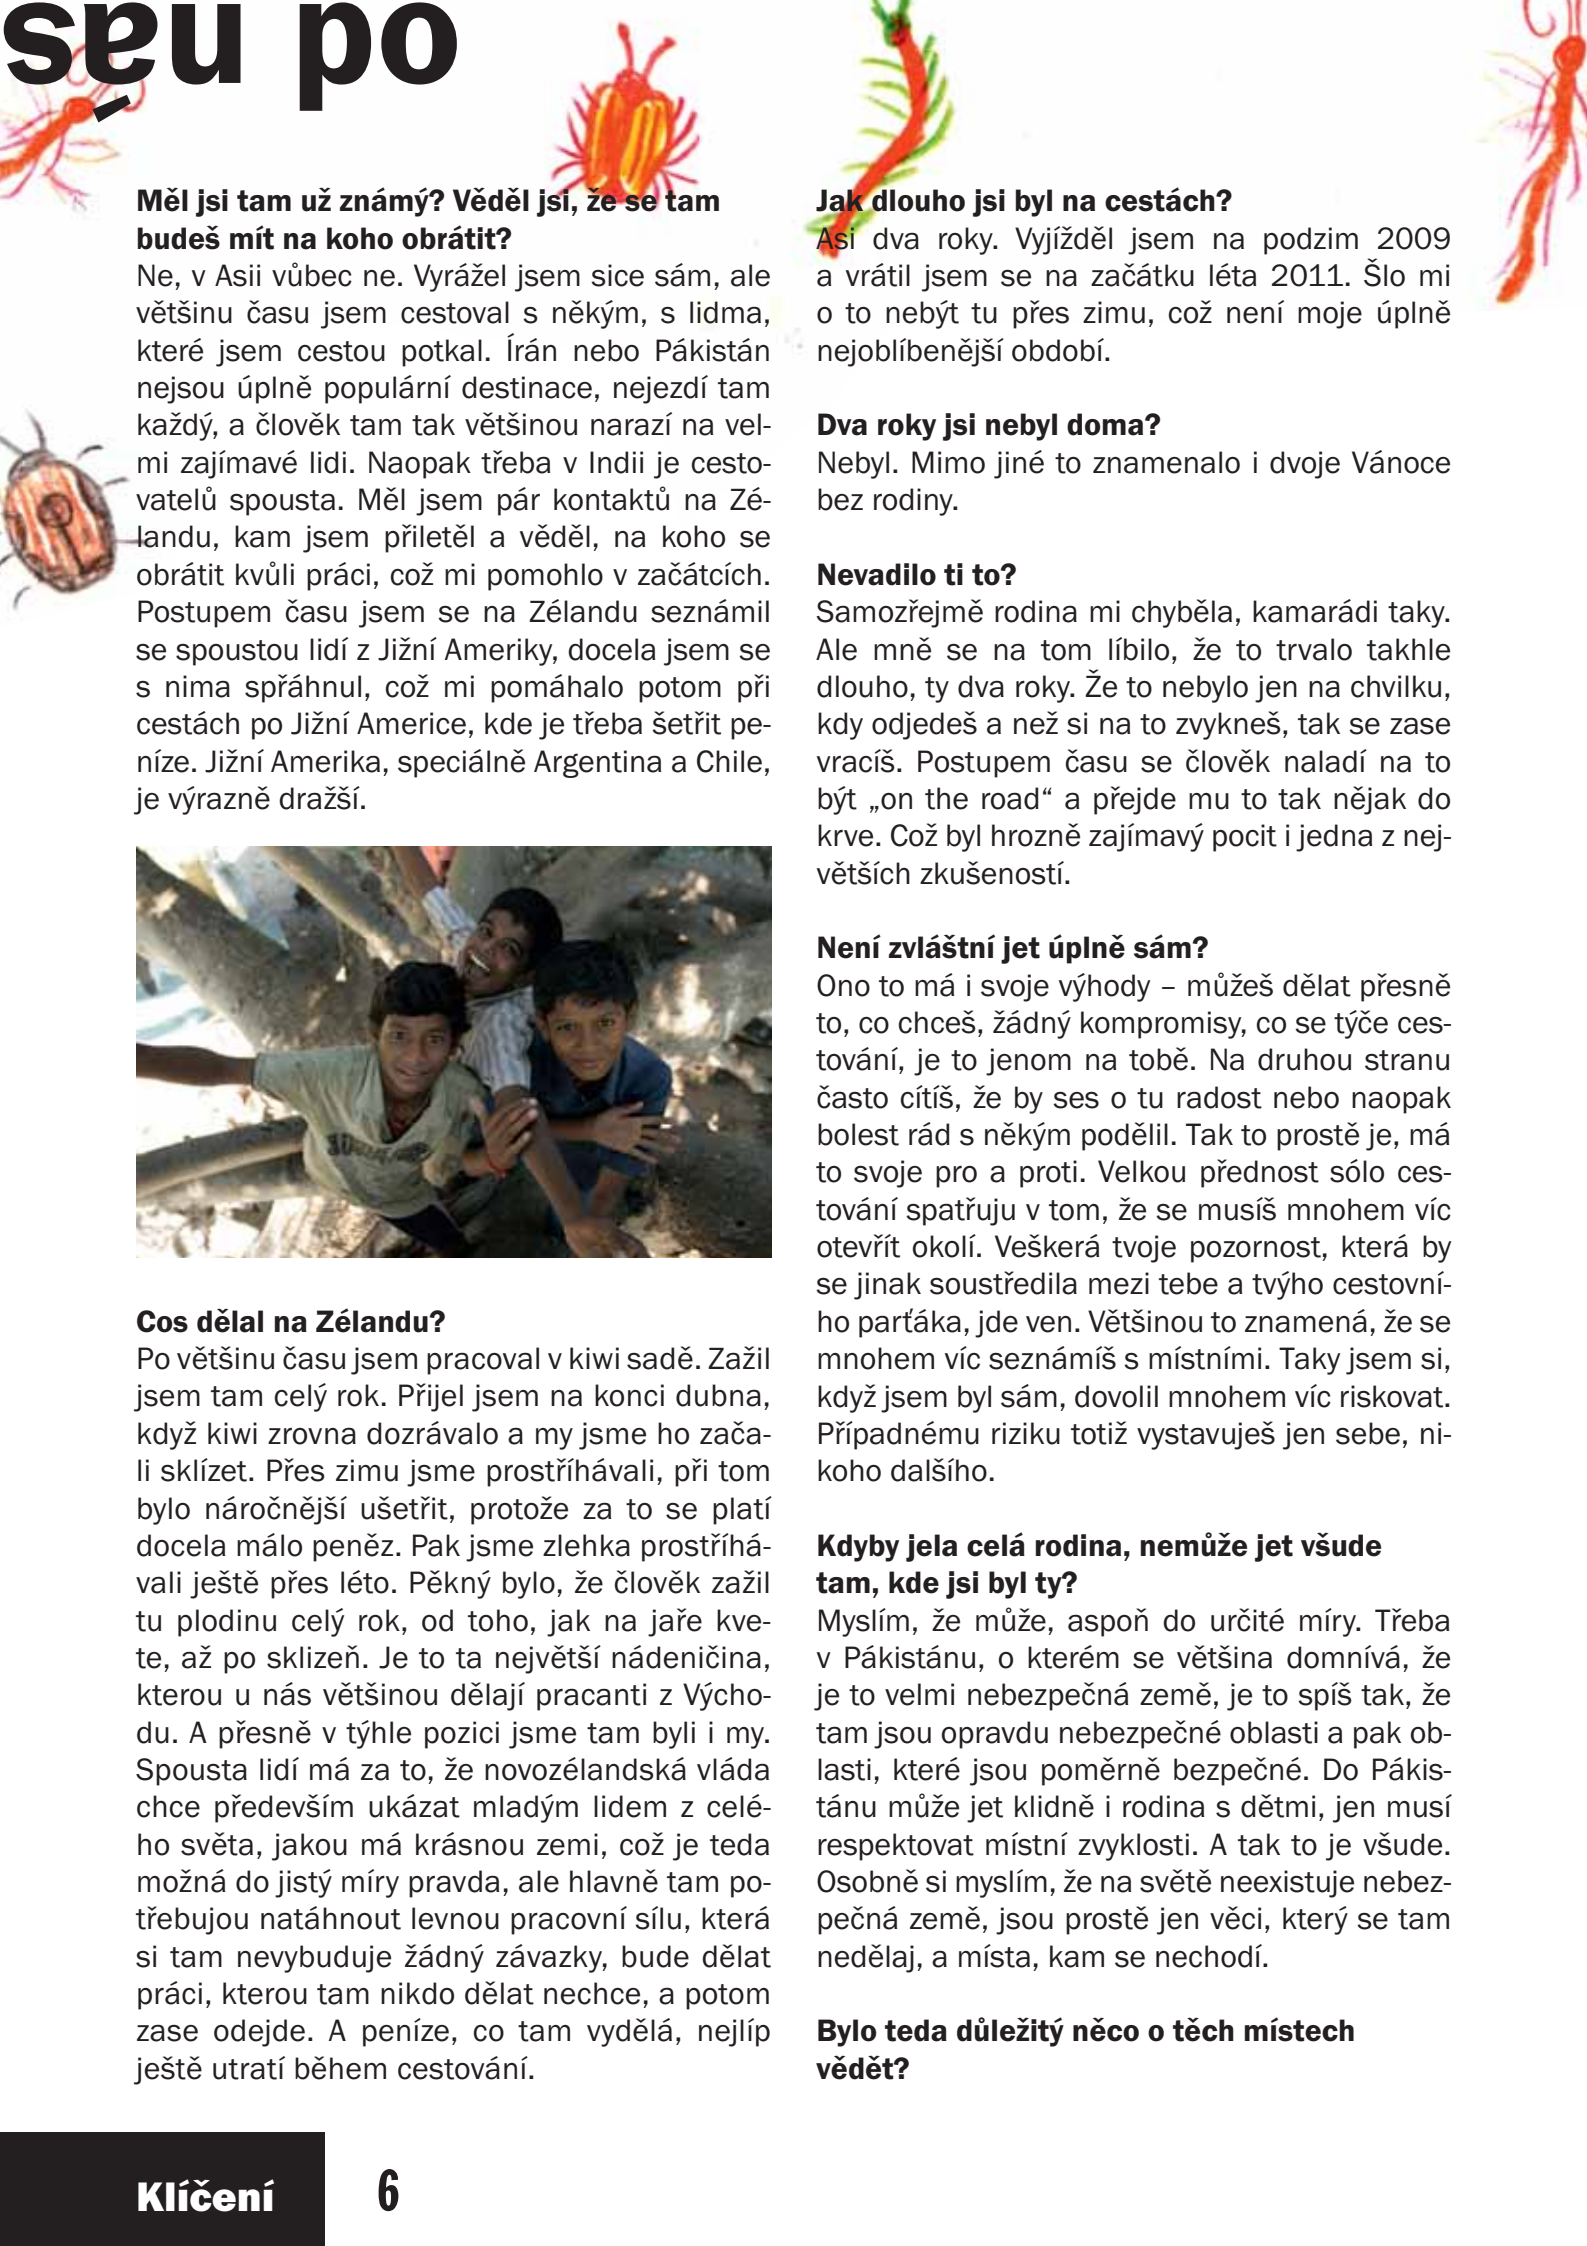 od nás
Měl jsi tam už známý? Věděl jsi, že se tam
budeš mít na koho obrátit?
Ne, v Asii vůbec ne. Vyrážel jsem sice sám, ale
většinu času jsem cestoval s někým, s lidma,
které jsem cestou potkal. Írán nebo Pákistán
nejsou úplně populární destinace, nejezdí tam
každý, a člověk tam tak většinou narazí na vel-
mi zajímavé lidi. Naopak třeba v Indii je cesto-
vatelů spousta. Měl jsem pár kontaktů na Zé-
landu, kam jsem přiletěl a věděl, na koho se
obrátit kvůli práci, což mi pomohlo v začátcích.
Postupem času jsem se na Zélandu seznámil
se spoustou lidí z Jižní Ameriky, docela jsem se
s nima spřáhnul, což mi pomáhalo potom při
cestách po Jižní Americe, kde je třeba šetřit pe-
níze. Jižní Amerika, speciálně Argentina a Chile,
je výrazně dražší.
Cos dělal na Zélandu?
Po většinu času jsem pracoval v kiwi sadě. Zažil
jsem tam celý rok. Přijel jsem na konci dubna,
když kiwi zrovna dozrávalo a my jsme ho zača-
li sklízet. Přes zimu jsme prostříhávali, při tom
bylo náročnější ušetřit, protože za to se platí
docela málo peněz. Pak jsme zlehka prostříhá-
vali ještě přes léto. Pěkný bylo, že člověk zažil
tu plodinu celý rok, od toho, jak na jaře kve-
te, až po sklizeň. Je to ta největší nádeničina,
kterou u nás většinou dělají pracanti z Výcho-
du. A přesně v týhle pozici jsme tam byli i my.
Spousta lidí má za to, že novozélandská vláda
chce především ukázat mladým lidem z celé-
ho světa, jakou má krásnou zemi, což je teda
možná do jistý míry pravda, ale hlavně tam po-
třebujou natáhnout levnou pracovní sílu, která
si tam nevybuduje žádný závazky, bude dělat
práci, kterou tam nikdo dělat nechce, a potom
zase odejde. A peníze, co tam vydělá, nejlíp
ještě utratí během cestování.
Jak dlouho jsi byl na cestách?
Asi dva roky. Vyjížděl jsem na podzim 2009
a vrátil jsem se na začátku léta 2011. Šlo mi
o to nebýt tu přes zimu, což není moje úplně
nejoblíbenější období.
Dva roky jsi nebyl doma?
Nebyl. Mimo jiné to znamenalo i dvoje Vánoce
bez rodiny.
Nevadilo ti to?
Samozřejmě rodina mi chyběla, kamarádi taky.
Ale mně se na tom líbilo, že to trvalo takhle
dlouho, ty dva roky. Že to nebylo jen na chvilku,
kdy odjedeš a než si na to zvykneš, tak se zase
vracíš. Postupem času se člověk naladí na to
být „on the road“ a přejde mu to tak nějak do
krve. Což byl hrozně zajímavý pocit i jedna z nej-
větších zkušeností.
Není zvláštní jet úplně sám?
Ono to má i svoje výhody – můžeš dělat přesně
to, co chceš, žádný kompromisy, co se týče ces-
tování, je to jenom na tobě. Na druhou stranu
často cítíš, že by ses o tu radost nebo naopak
bolest rád s někým podělil. Tak to prostě je, má
to svoje pro a proti. Velkou přednost sólo ces-
tování spatřuju v tom, že se musíš mnohem víc
otevřít okolí. Veškerá tvoje pozornost, která by
se jinak soustředila mezi tebe a tvýho cestovní-
ho parťáka, jde ven. Většinou to znamená, že se
mnohem víc seznámíš s místními. Taky jsem si,
když jsem byl sám, dovolil mnohem víc riskovat.
Případnému riziku totiž vystavuješ jen sebe, ni-
koho dalšího.
Kdyby jela celá rodina, nemůže jet všude
tam, kde jsi byl ty?
Myslím, že může, aspoň do určité míry. Třeba
v Pákistánu, o kterém se většina domnívá, že
je to velmi nebezpečná země, je to spíš tak, že
tam jsou opravdu nebezpečné oblasti a pak ob-
lasti, které jsou poměrně bezpečné. Do Pákis-
tánu může jet klidně i rodina s dětmi, jen musí
respektovat místní zvyklosti. A tak to je všude.
Osobně si myslím, že na světě neexistuje nebez-
pečná země, jsou prostě jen věci, který se tam
nedělaj, a místa, kam se nechodí.
Bylo teda důležitý něco o těch místech
vědět?
Klíčení
6